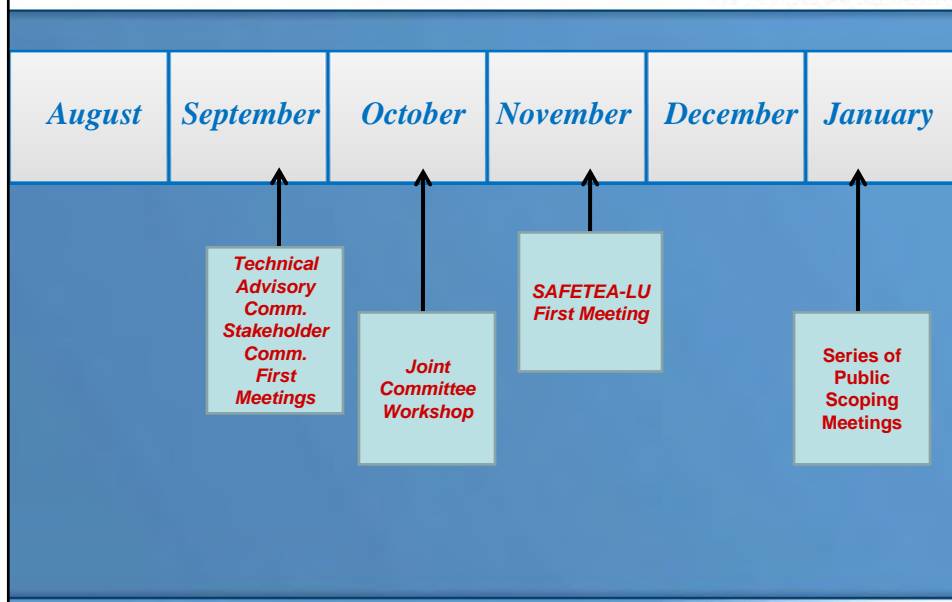 August September October November December January
Technical
Advisory
Comm.
Stakeholder
Comm.
First
Meetings
Joint
Committee
Workshop
SAFETEA-LU
First Meeting
Series of
Public
Scoping
Meetings